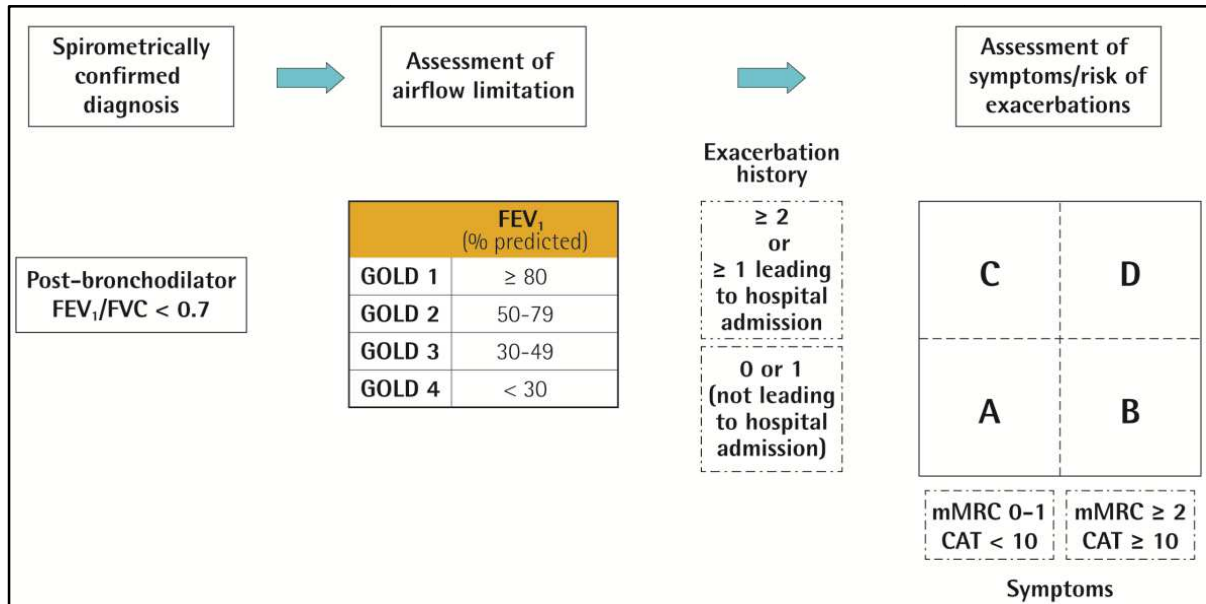 Spirometrically
confirmed
diagnosis
Assessment of
airflow limitation
Assessment of
symptoms/risk of
exacerbations
Post-bronchodilator
FEV₁/FVC < 0.7
FEV₁
(% predicted)
GOLD 1 ≥ 80
GOLD 2 50-79
GOLD 3 30-49
GOLD 4 < 30
Exacerbation
history
≥ 2
or
≥ 1 leading
to hospital
admission
0 or 1
(not leading
to hospital
admission)
C D
A B
mMRC 0-1
CAT < 10
mMRC ≥ 2
CAT ≥ 10
Symptoms